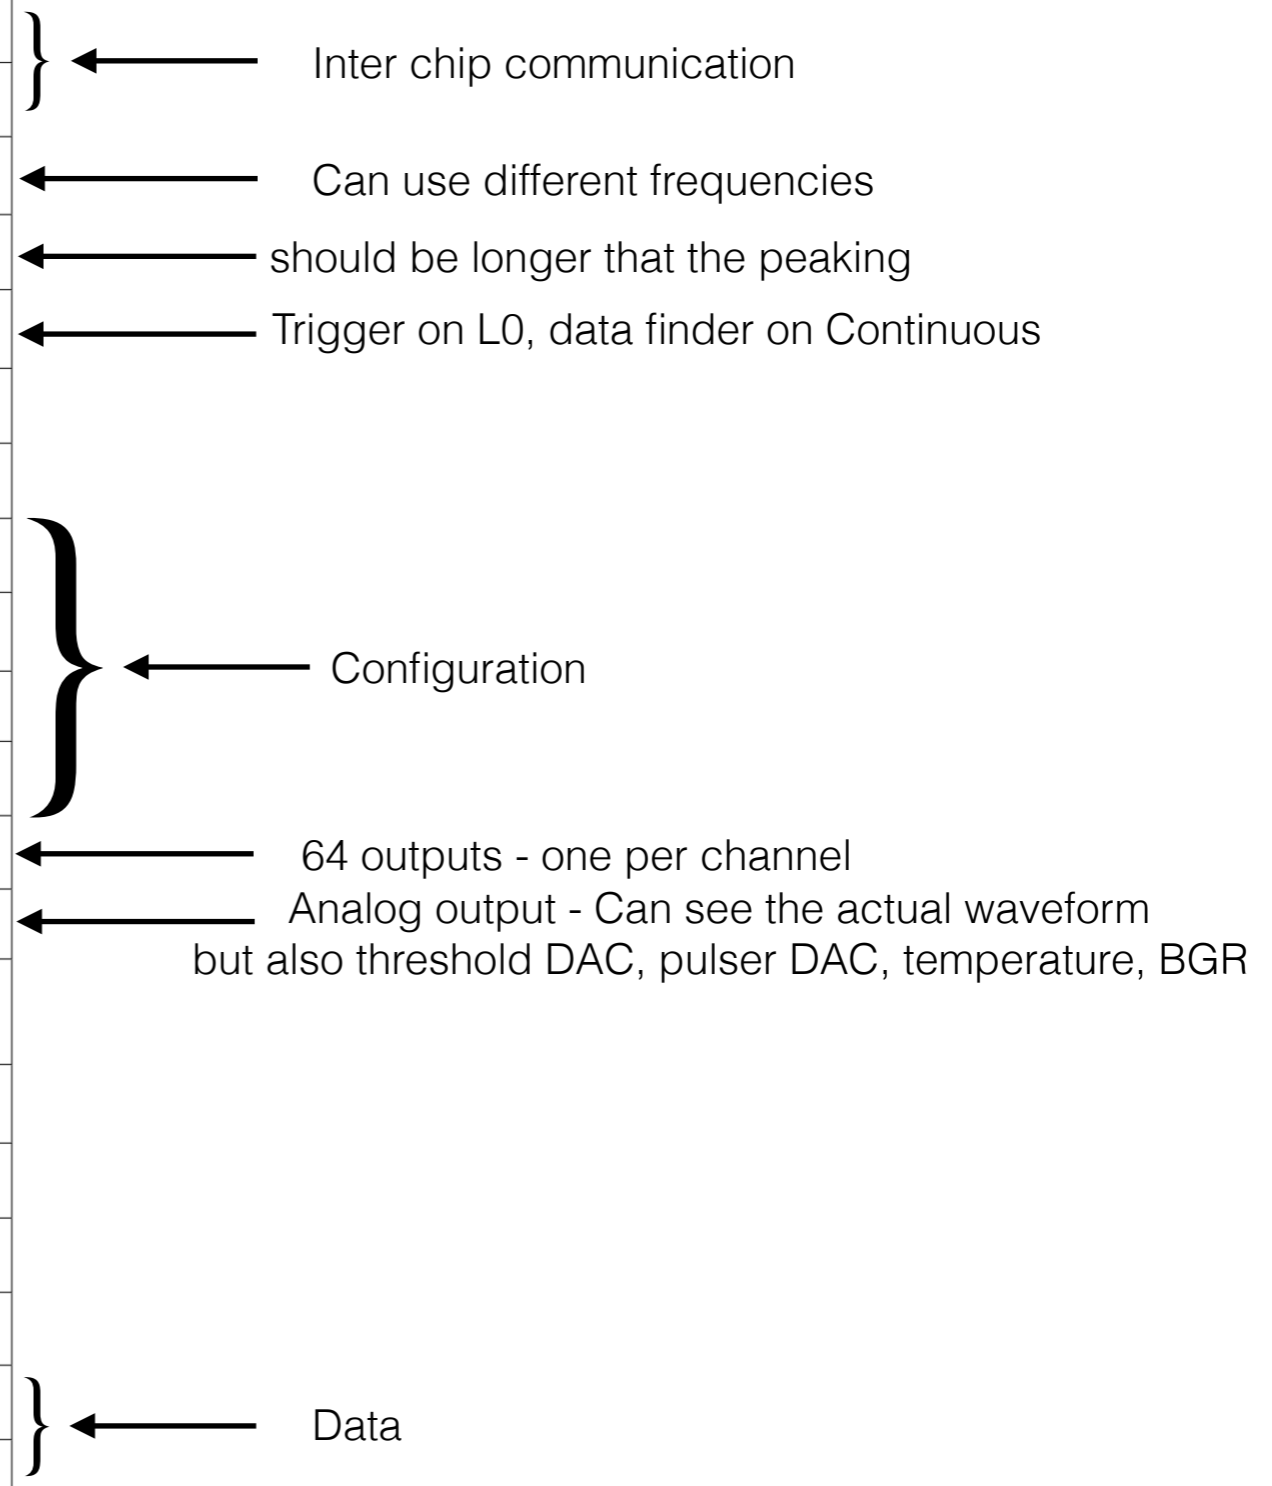 Inter chip communication
Can use different frequencies
should be longer that the peaking
Trigger on L0, data finder on Continuous
Configuration
64 outputs - one per channel
Analog output - Can see the actual waveform
but also threshold DAC, pulser DAC, temperature, BGR
Data